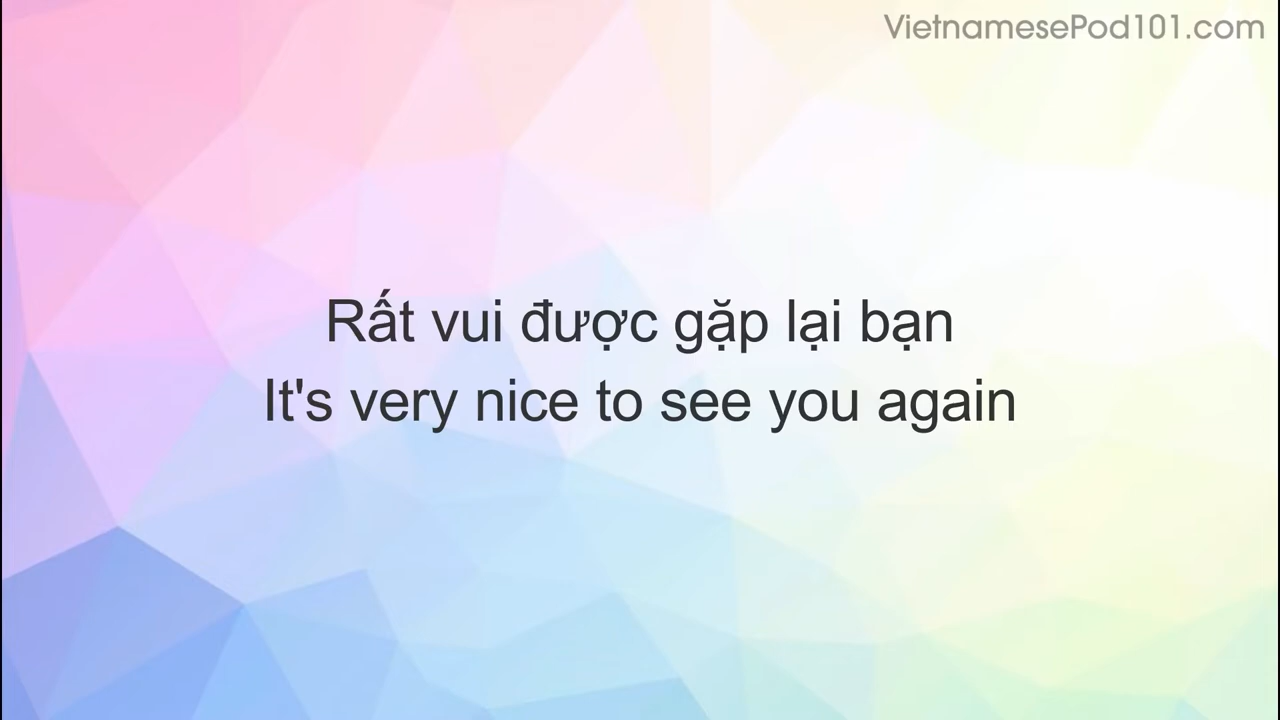 VietnamesePod101.com
Rất vui được gặp lại bạn
It's very nice to see you again